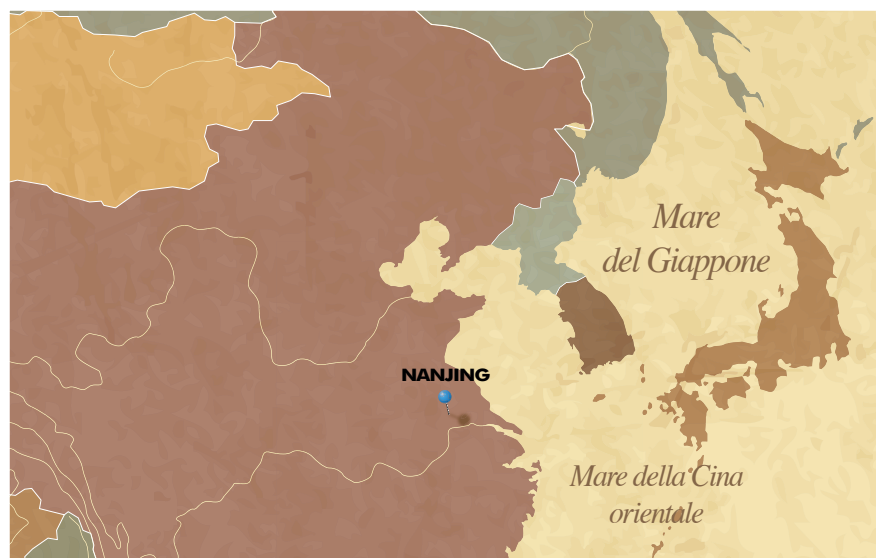 Mare
del Giappone
NANJING
Mare della Cina
orientale